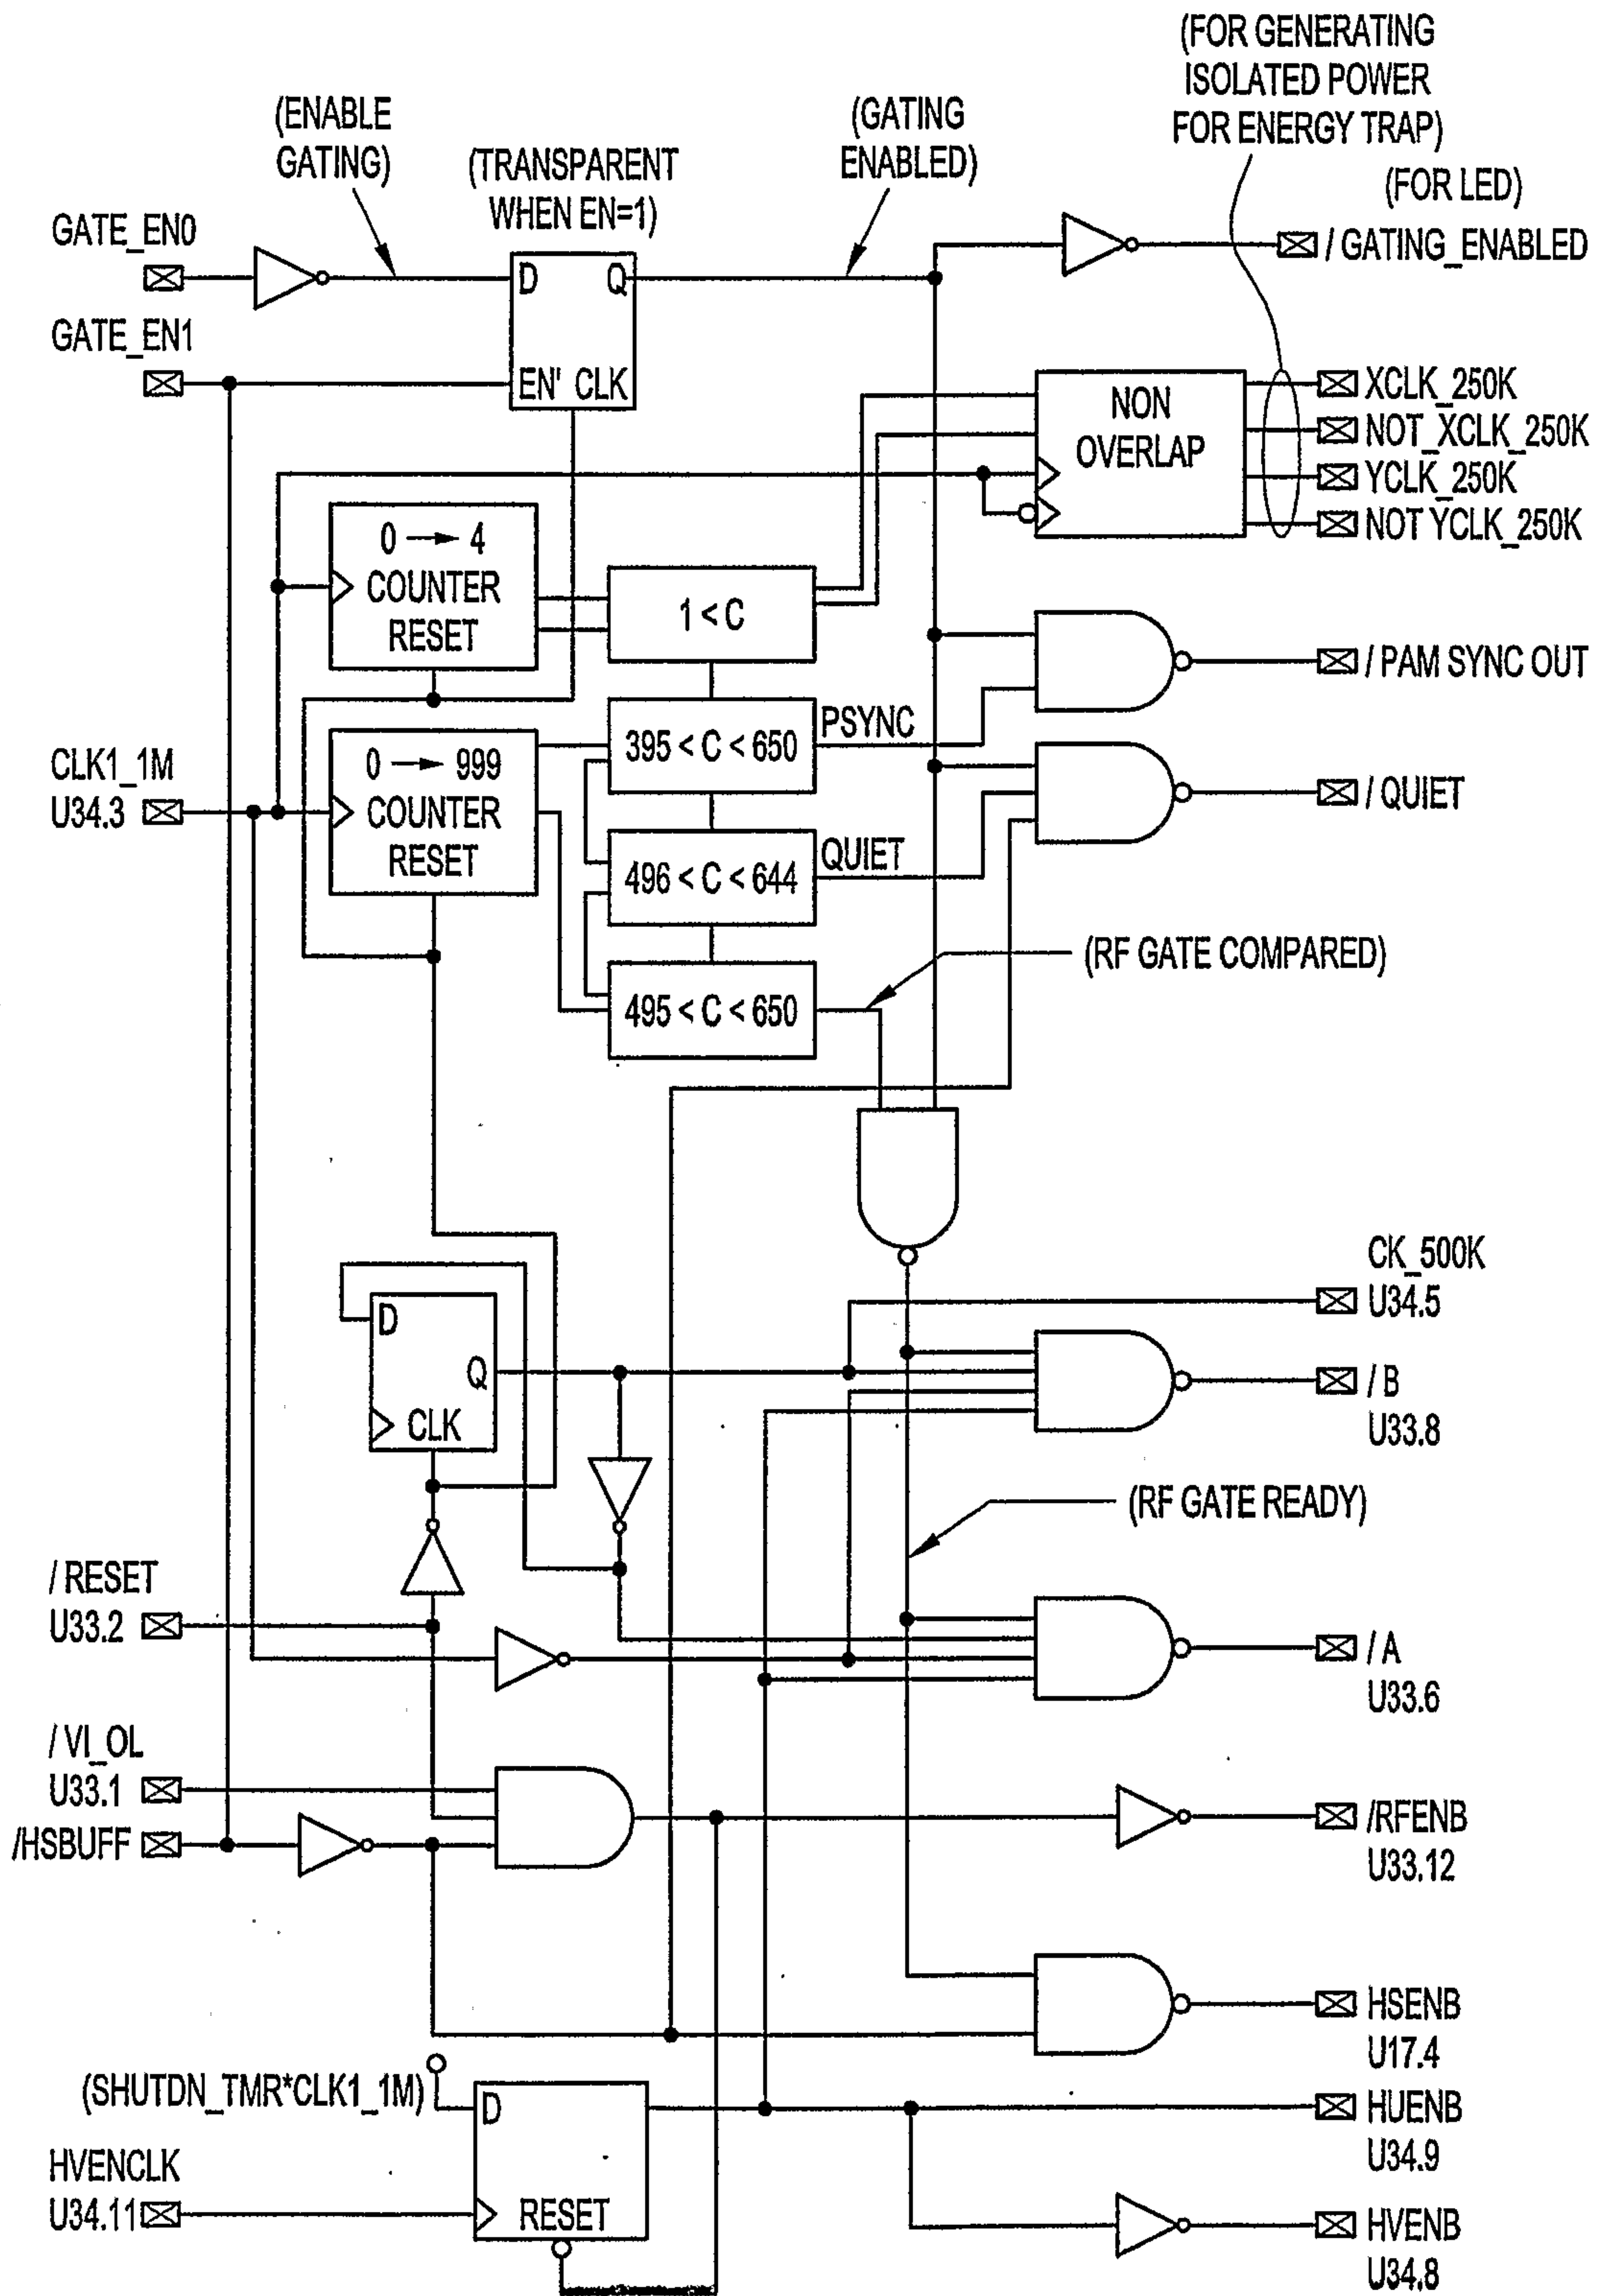 (FOR GENERATING
ISOLATED POWER
FOR ENERGY TRAP)
(ENABLE
GATING)
(TRANSPARENT
WHEN EN=1)
(GATING
ENABLED)
(FOR LED)
GATE_EN0
/ GATING_ENABLED
D
Q
GATE_EN1
EN' CLK
NON
OVERLAP
XCLK_250K
NOT_XCLK_250K
YCLK_250K
NOT YCLK_250K
0 → 4
COUNTER
RESET
1 < C
/ PAM SYNC OUT
PSYNC
395 < C < 650
CLK1_1M
U34.3
0 → 999
COUNTER
RESET
/ QUIET
QUIET
496 < C < 644
(RF GATE COMPARED)
495 < C < 650
CK_500K
U34.5
D
Q
CLK
/ B
U33.8
(RF GATE READY)
/ RESET
U33.2
/ A
U33.6
/ VI_OL
U33.1
/HSBUFF
/RFENB
U33.12
HSENB
U17.4
(SHUTDN_TMR*CLK1_1M)
D
HUENB
U34.9
HVENCLK
U34.11
RESET
HVENB
U34.8